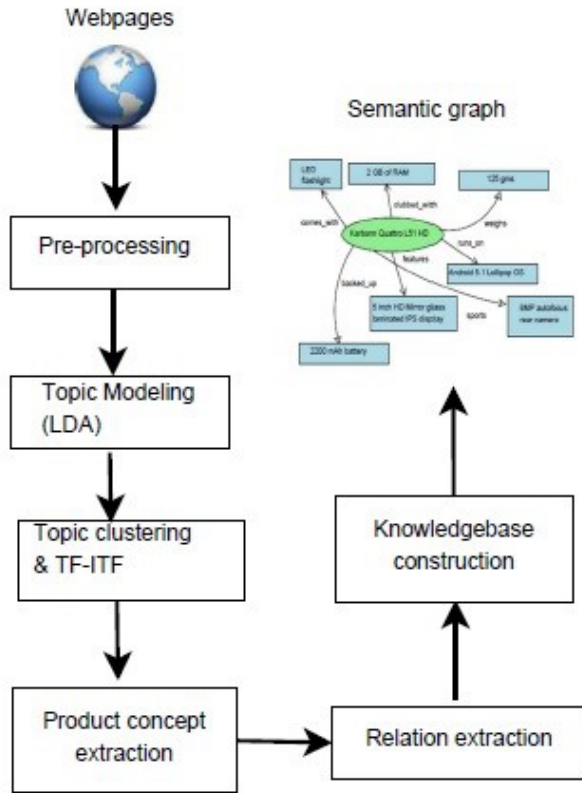 Webpages
Pre-processing
Topic Modeling
(LDA)
Topic clustering
& TF-ITF
Product concept
extraction
Relation extraction
Knowledgebase
construction
Semantic graph
LED
flashlight
2 GB of RAM
125 gms
clubbed_with
comes_with
weighs
Karbonn Quattro L51 HD
runs_on
features
Android 5.1 Lollipop OS
backed_up
5 inch HD Mirror glass
laminated IPS display
sports
8MP autofocus
rear camera
2200 mAh battery